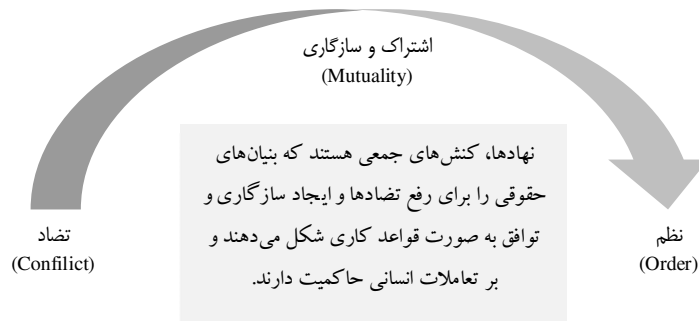 اشتراک و سازگاری
(Mutuality)
نهادها، کنش‌های جمعی هستند که بنیان‌های
حقوقی را برای رفع تضادها و ایجاد سازگاری و
توافق به صورت قواعد کاری شکل می‌دهند و
بر تعاملات انسانی حاکمیت دارند.
تضاد
(Confilict)
نظم
(Order)